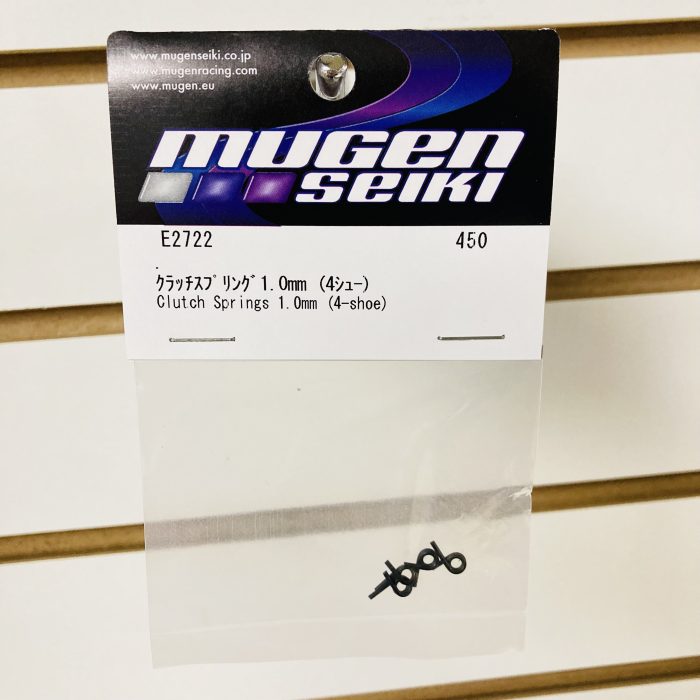 www.mugenseiki.co.jp
www.mugenracing.com
www.mugen.eu
mugen
seiki
E2722 450
ｸﾗｯﾁｽﾌﾟﾘﾝｸﾞ1.0mm (4ｼｭｰ)
Clutch Springs 1.0mm (4-shoe)